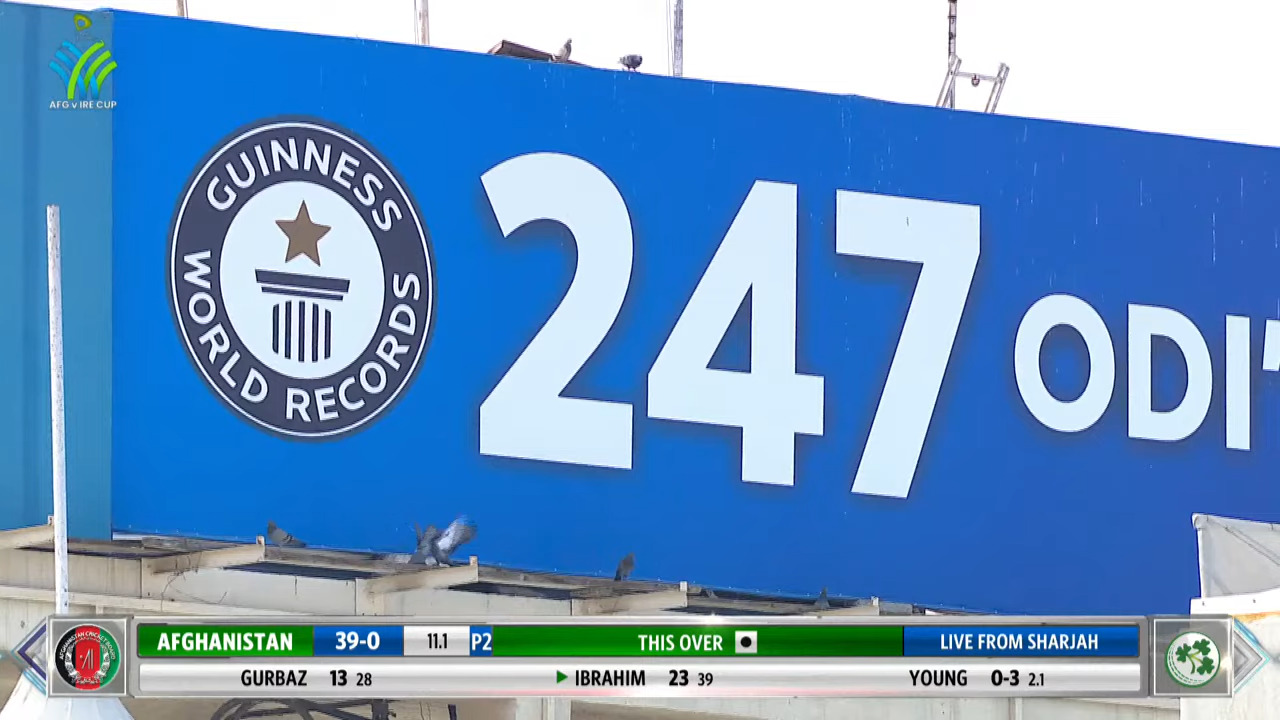 AFG v IRE CUP
GUINNESS
WORLD RECORDS
247 ODI'
AFGHANISTAN 39-0 11.1 P2 THIS OVER LIVE FROM SHARJAH
GURBAZ 13 28 IBRAHIM 23 39 YOUNG 0-3 2.1